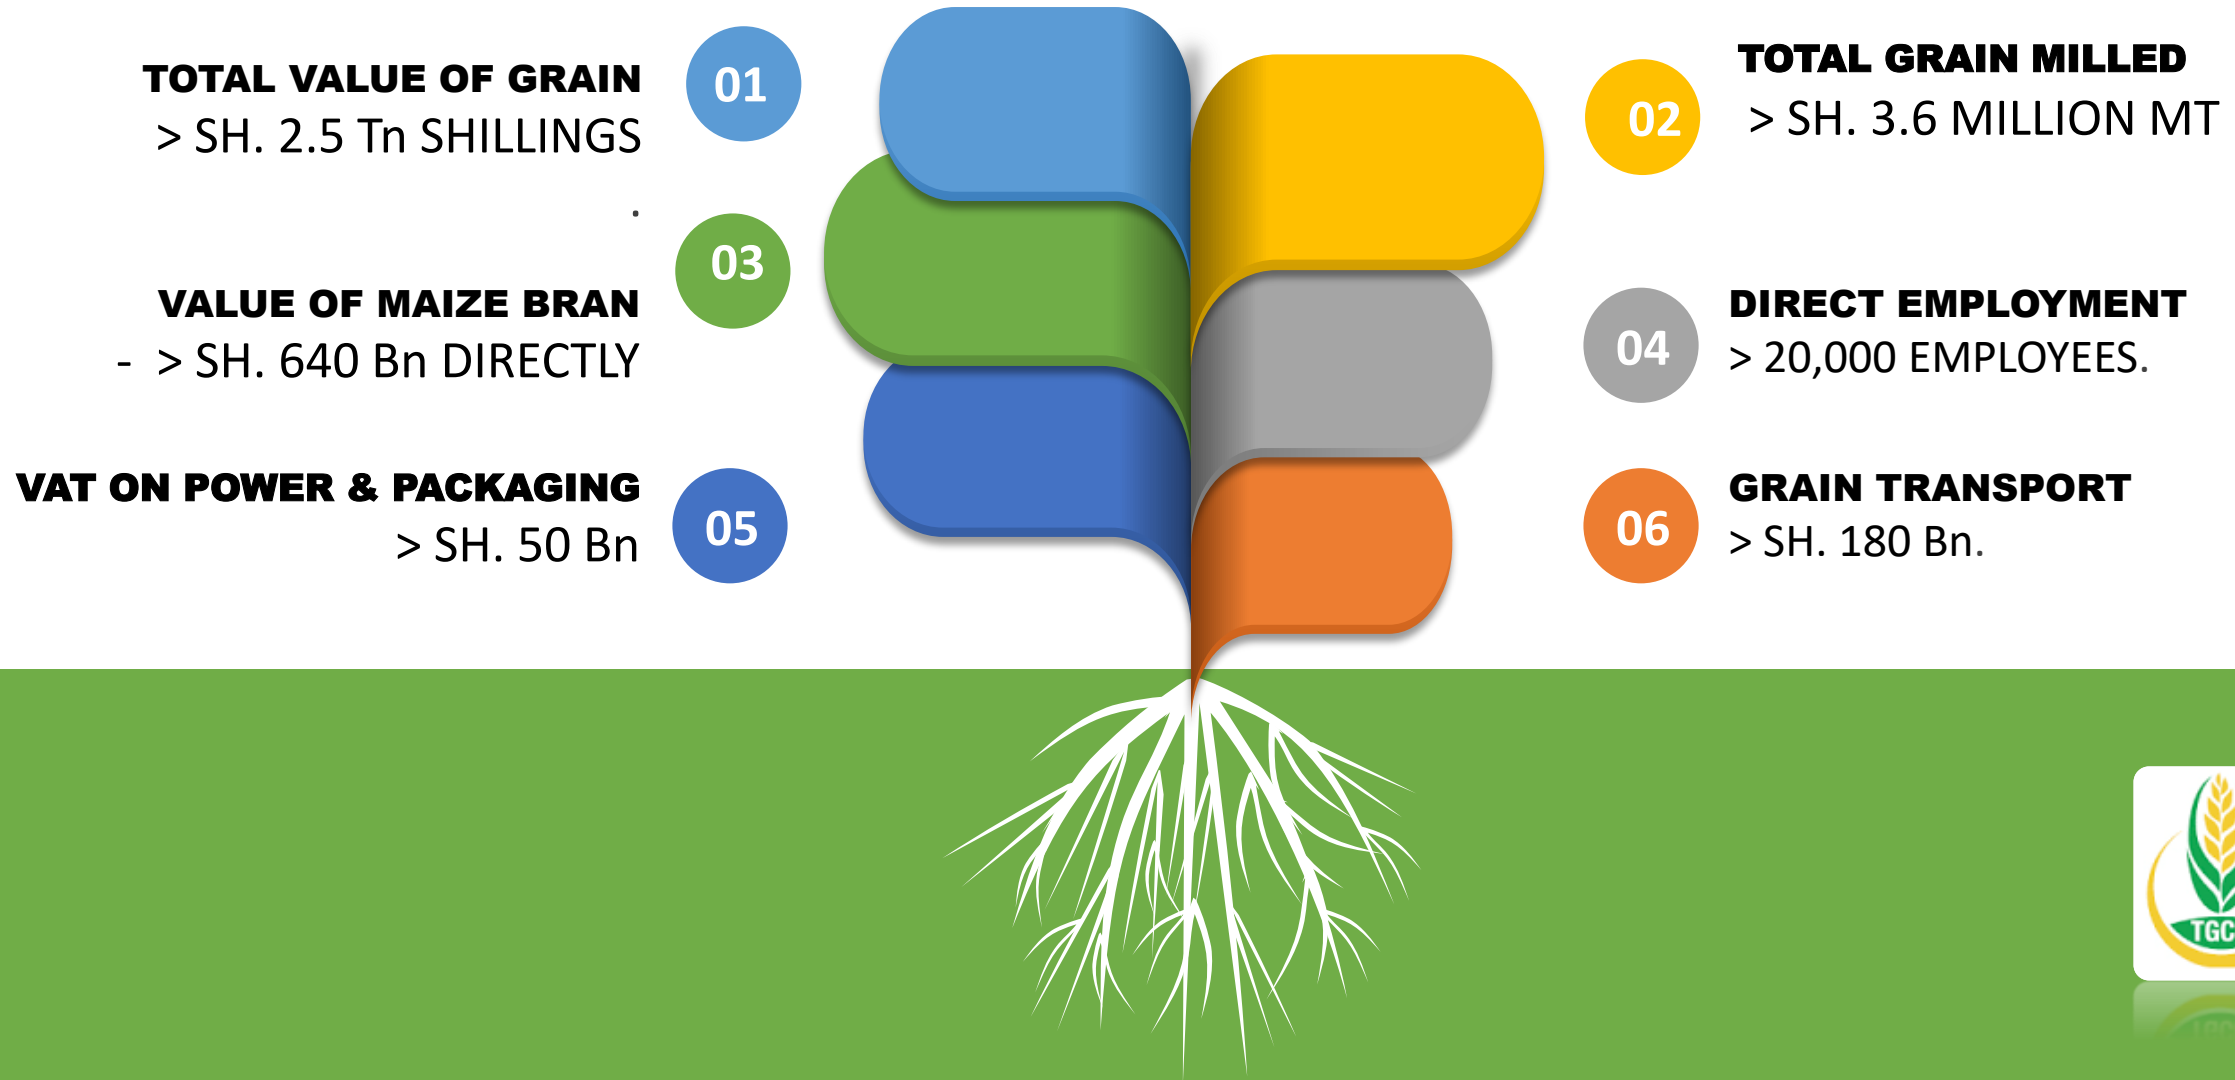 TOTAL VALUE OF GRAIN
> SH. 2.5 Tn SHILLINGS
.
01
02
TOTAL GRAIN MILLED
> SH. 3.6 MILLION MT
03
VALUE OF MAIZE BRAN
- > SH. 640 Bn DIRECTLY
04
DIRECT EMPLOYMENT
> 20,000 EMPLOYEES.
VAT ON POWER & PACKAGING
> SH. 50 Bn
05
06
GRAIN TRANSPORT
> SH. 180 Bn.
TGC